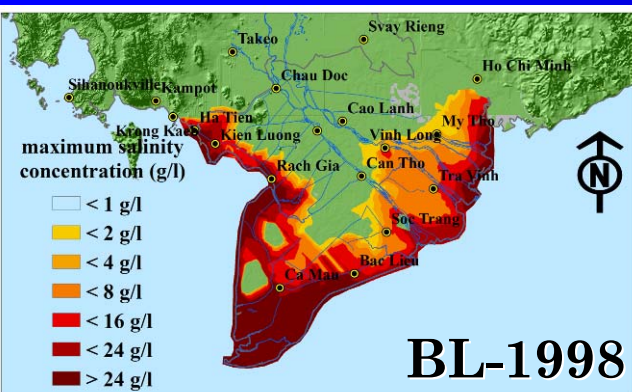 Svay Rieng
Takeo
Ho Chi Minh
Chau Doc
Sihanoukville
Kampot
Cao Lanh
Ha Tien
My Tho
Krong Kaeb
Kien Luong
Vinh Long
maximum salinity
concentration (g/l)
Rach Gia
Can Tho
Tra Vinh
N
< 1 g/l
< 2 g/l
Soc Trang
< 4 g/l
Bac Lieu
Ca Mau
< 8 g/l
< 16 g/l
< 24 g/l
> 24 g/l
BL-1998